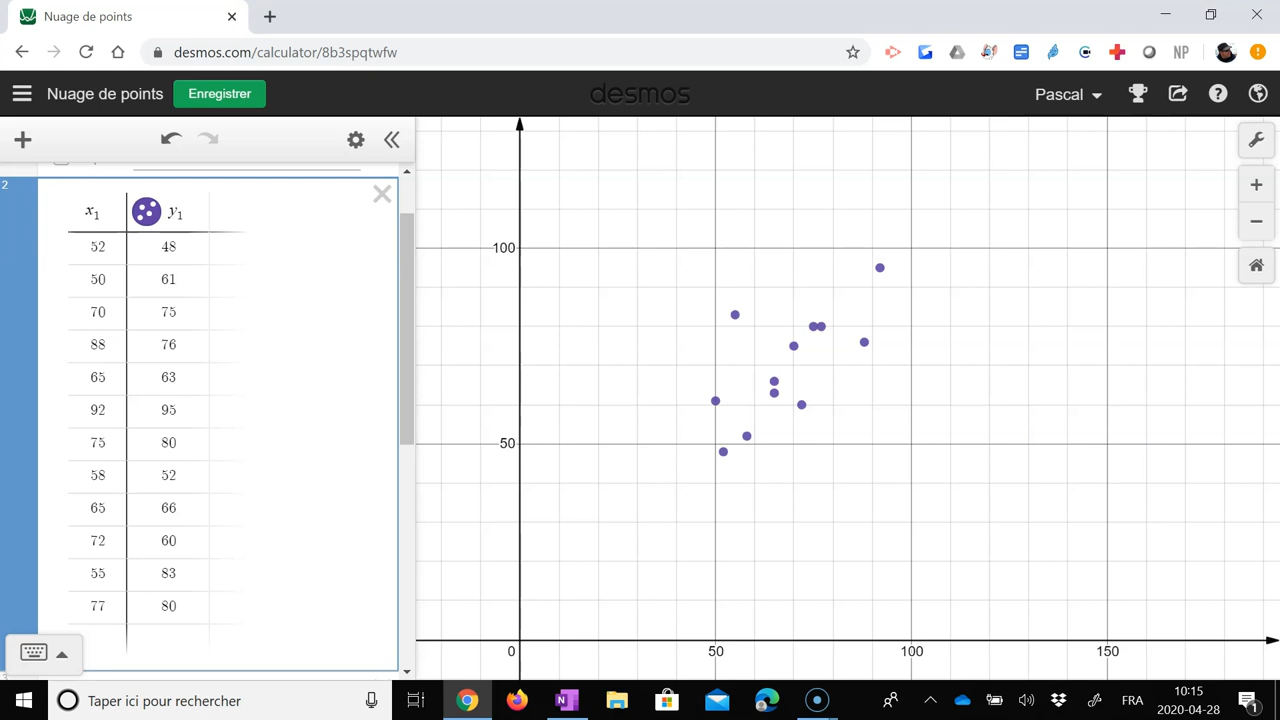 Nuage de points
desmos.com/calculator/8b3spqtwfw
NP
Nuage de points
Enregistrer
desmos
Pascal
2
x₁ y₁
52 48
50 61
70 75
88 76
65 63
92 95
75 80
58 52
65 66
72 60
55 83
77 80
100
50
0 50 100 150
Taper ici pour rechercher
FRA
10:15
2020-04-28
1